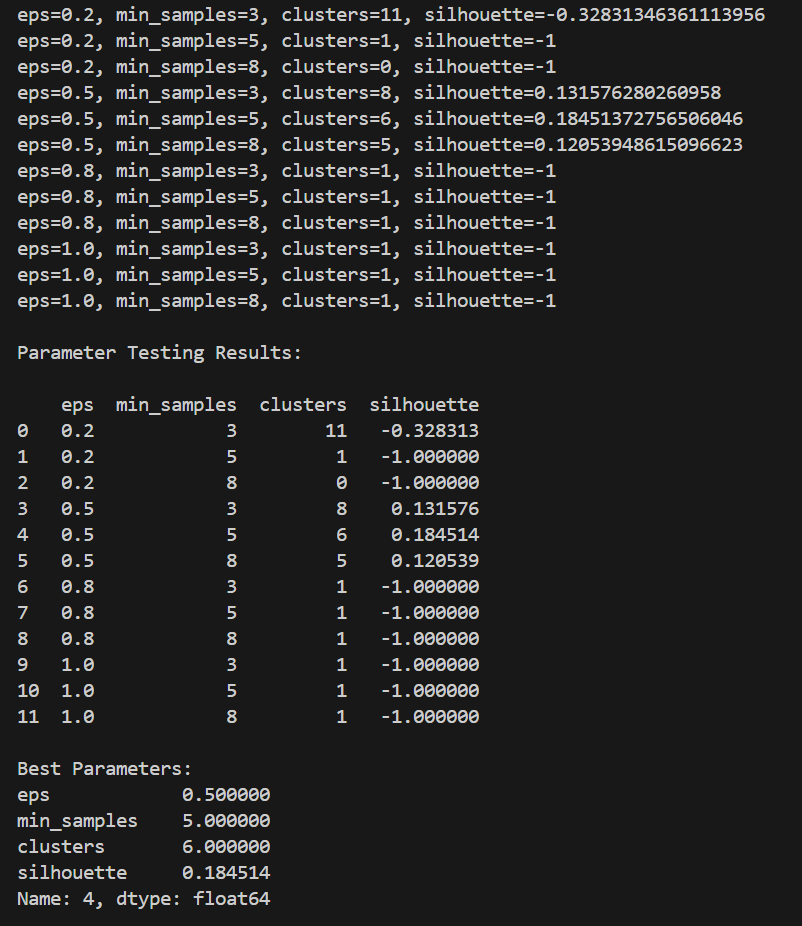 eps=0.2, min_samples=3, clusters=11, silhouette=-0.32831346361113956
eps=0.2, min_samples=5, clusters=1, silhouette=-1
eps=0.2, min_samples=8, clusters=0, silhouette=-1
eps=0.5, min_samples=3, clusters=8, silhouette=0.131576280260958
eps=0.5, min_samples=5, clusters=6, silhouette=0.18451372756506046
eps=0.5, min_samples=8, clusters=5, silhouette=0.12053948615096623
eps=0.8, min_samples=3, clusters=1, silhouette=-1
eps=0.8, min_samples=5, clusters=1, silhouette=-1
eps=0.8, min_samples=8, clusters=1, silhouette=-1
eps=1.0, min_samples=3, clusters=1, silhouette=-1
eps=1.0, min_samples=5, clusters=1, silhouette=-1
eps=1.0, min_samples=8, clusters=1, silhouette=-1

Parameter Testing Results:

    eps  min_samples  clusters  silhouette
0   0.2            3        11   -0.328313
1   0.2            5         1   -1.000000
2   0.2            8         0   -1.000000
3   0.5            3         8    0.131576
4   0.5            5         6    0.184514
5   0.5            8         5    0.120539
6   0.8            3         1   -1.000000
7   0.8            5         1   -1.000000
8   0.8            8         1   -1.000000
9   1.0            3         1   -1.000000
10  1.0            5         1   -1.000000
11  1.0            8         1   -1.000000

Best Parameters:
eps            0.500000
min_samples    5.000000
clusters       6.000000
silhouette     0.184514
Name: 4, dtype: float64